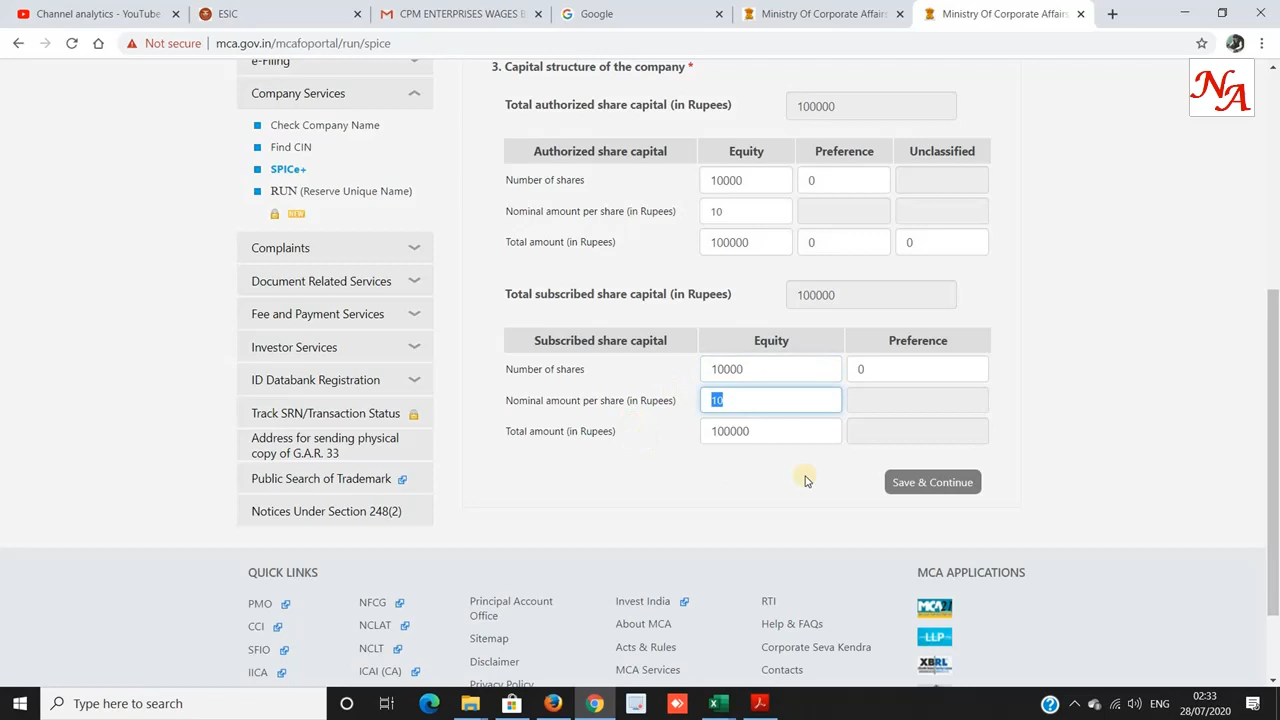 Channel analytics - YouTube
ESIC
CPM ENTERPRISES WAGES B
Google
Ministry Of Corporate Affairs
Ministry Of Corporate Affairs
Not secure
mca.gov.in/mcafoportal/run/spice
NA
e-Filing
Company Services
Check Company Name
Find CIN
SPICe+
RUN (Reserve Unique Name)
NEW
Complaints
Document Related Services
Fee and Payment Services
Investor Services
ID Databank Registration
Track SRN/Transaction Status
Address for sending physical
copy of G.A.R. 33
Public Search of Trademark
Notices Under Section 248(2)
3. Capital structure of the company *
Total authorized share capital (in Rupees) 100000
Authorized share capital Equity Preference Unclassified
Number of shares 10000 0
Nominal amount per share (in Rupees) 10
Total amount (in Rupees) 100000 0 0
Total subscribed share capital (in Rupees) 100000
Subscribed share capital Equity Preference
Number of shares 10000 0
Nominal amount per share (in Rupees) 10
Total amount (in Rupees) 100000
Save & Continue
QUICK LINKS
PMO
CCI
SFIO
IICA
NFCG
NCLAT
NCLT
ICAI (CA)
Principal Account
Office
Sitemap
Disclaimer
Privacy Policy
Invest India
About MCA
Acts & Rules
MCA Services
RTI
Help & FAQs
Corporate Seva Kendra
Contacts
MCA APPLICATIONS
MCA21
LLP
XBRL
Type here to search
ENG
02:33
28/07/2020